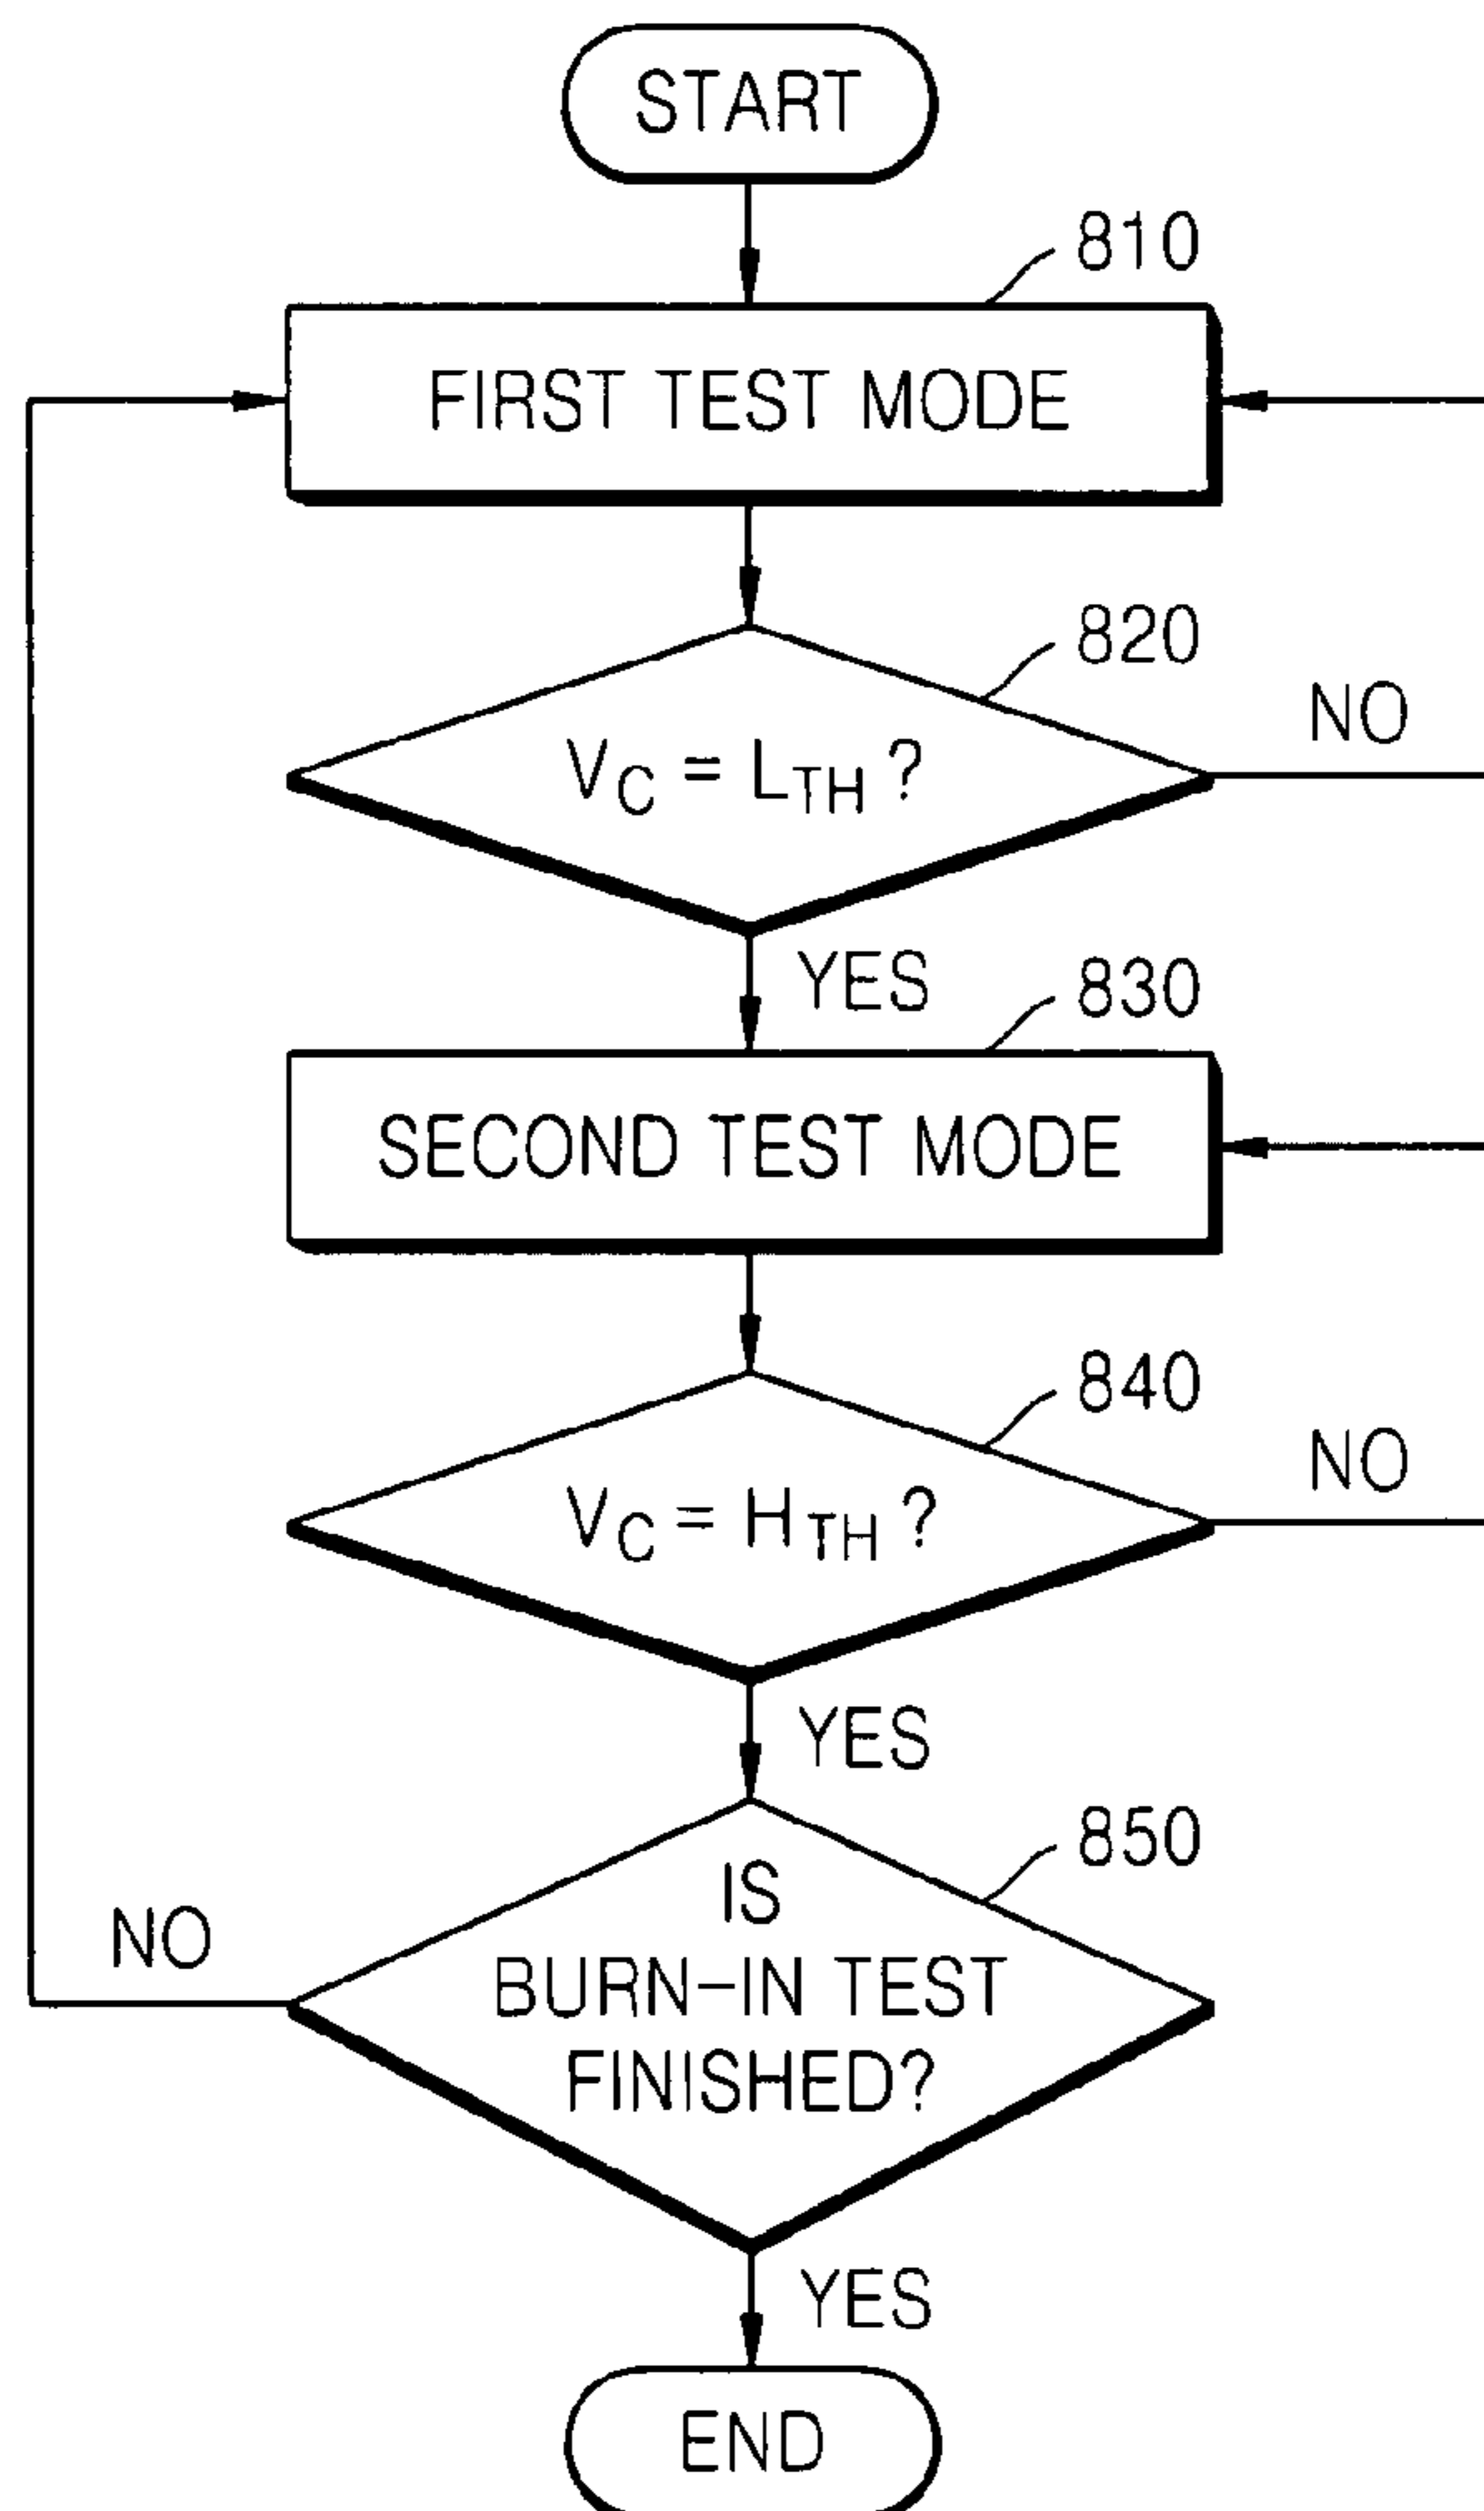 START
810
FIRST TEST MODE
820
NO
VC = LTH ?
YES
830
SECOND TEST MODE
840
NO
VC = HTH ?
YES
850
NO
IS
BURN-IN TEST
FINISHED?
YES
END